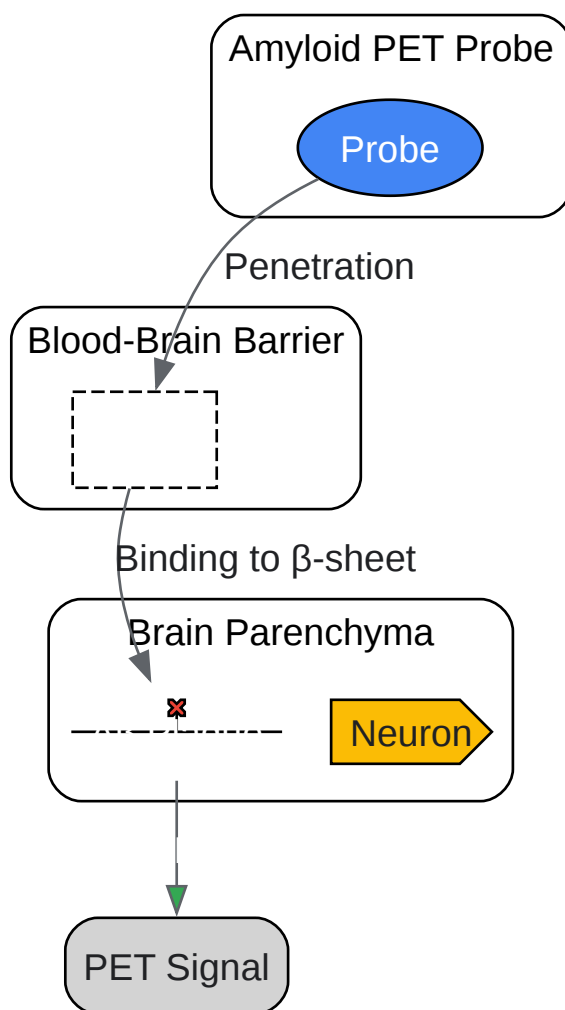 Amyloid PET Probe
Probe
Penetration
Blood-Brain Barrier
Binding to β-sheet
Brain Parenchyma
Neuron
PET Signal